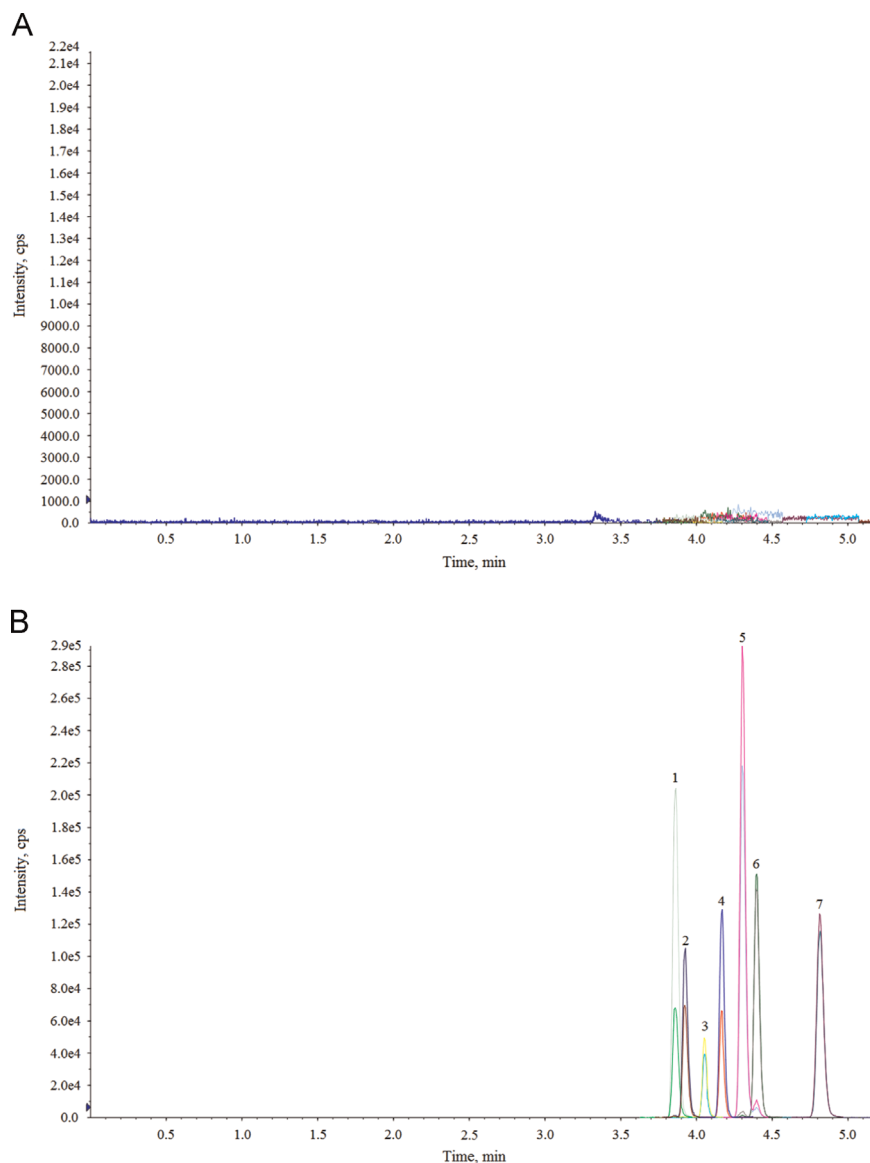 A
2.2e4
2.1e4
2.0e4
1.9e4
1.8e4
1.7e4
1.6e4
1.5e4
1.4e4
1.3e4
1.2e4
1.1e4
1.0e4
9000.0
8000.0
7000.0
6000.0
5000.0
4000.0
3000.0
2000.0
1000.0
0.0
Intensity, cps
0.5 1.0 1.5 2.0 2.5 3.0 3.5 4.0 4.5 5.0
Time, min
B
2.9e5
2.8e5
2.6e5
2.4e5
2.2e5
2.0e5
1.8e5
1.6e5
1.4e5
1.2e5
1.0e5
8.0e4
6.0e4
4.0e4
2.0e4
0.0
Intensity, cps
1
2
3
4
5
6
7
0.5 1.0 1.5 2.0 2.5 3.0 3.5 4.0 4.5 5.0
Time, min